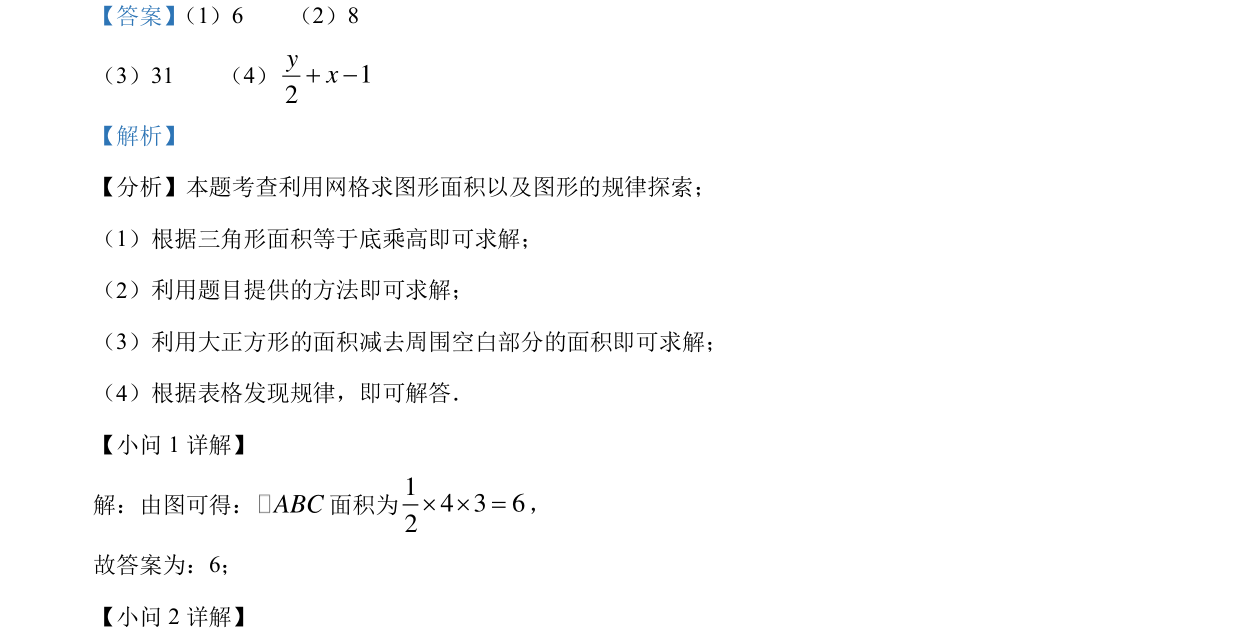 【答案】（1）6　　（2）8
（3）31　　（4）y/2+x−1
【解析】
【分析】本题考查利用网格求图形面积以及图形的规律探索；
（1）根据三角形面积等于底乘高即可求解；
（2）利用题目提供的方法即可求解；
（3）利用大正方形的面积减去周围空白部分的面积即可求解；
（4）根据表格发现规律，即可解答．
【小问 1 详解】
解：由图可得：□ABC 面积为1/2×4×3=6，
故答案为：6；
【小问 2 详解】